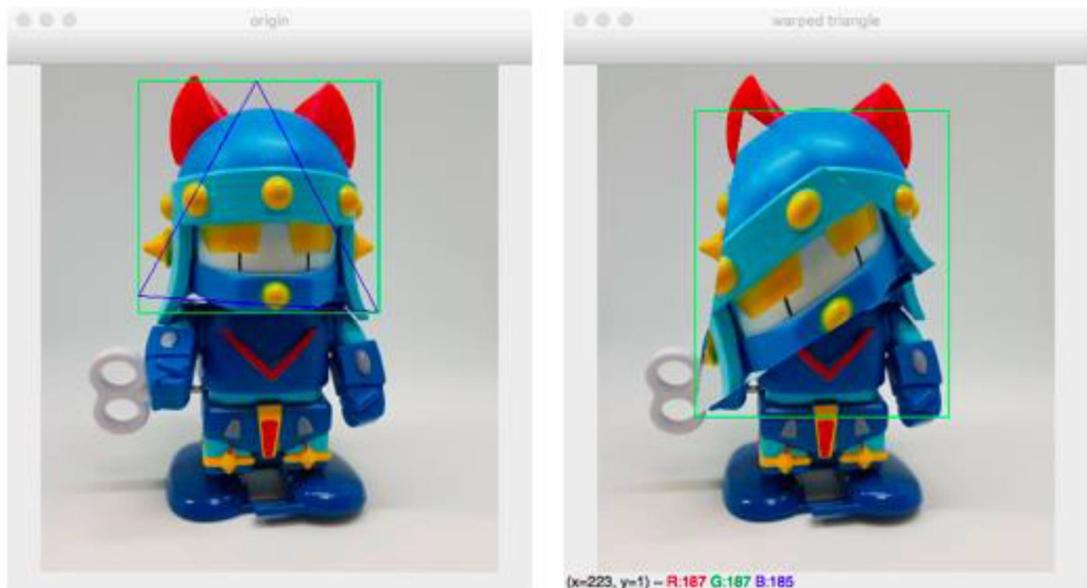 origin
warped triangle
(x=223, y=1) ~ R:187 G:187 B:185